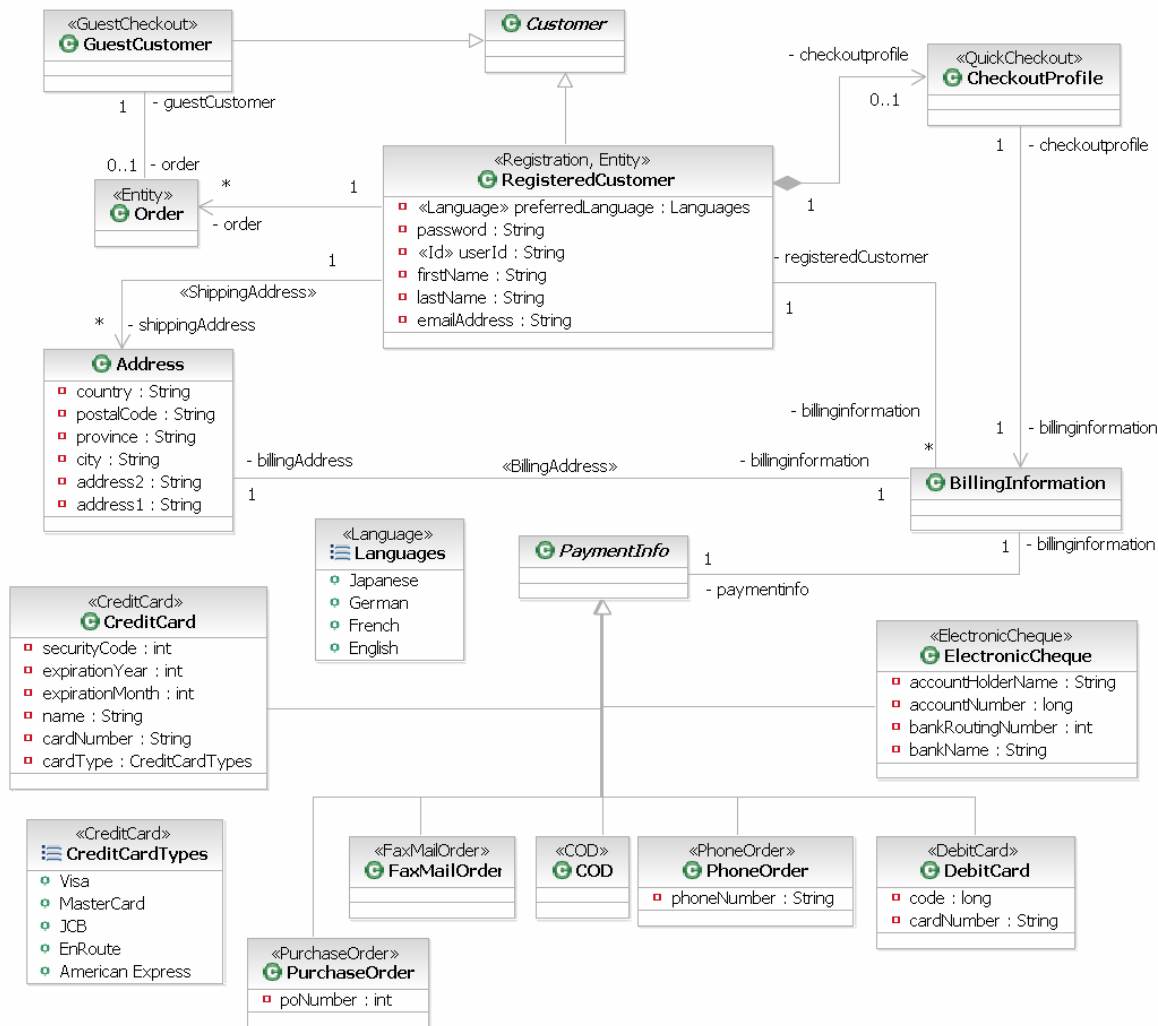 «GuestCheckout»
GuestCustomer
Customer
- checkoutprofile
«QuickCheckout»
CheckoutProfile
0..1
1
- guestCustomer
1
- checkoutprofile
0..1
- order
«Entity»
Order
*
1
- order
«Registration, Entity»
RegisteredCustomer
«Language» preferredLanguage : Languages
password : String
«Id» userId : String
firstName : String
lastName : String
emailAddress : String
1
- registeredCustomer
1
1
«ShippingAddress»
*
- shippingAddress
Address
country : String
postalCode : String
province : String
city : String
address2 : String
address1 : String
- billinginformation
*
1
- billinginformation
- billingAddress
1
«BillingAddress»
- billinginformation
1
BillingInformation
1
- billinginformation
«Language»
Languages
Japanese
German
French
English
PaymentInfo
1
- paymentinfo
«CreditCard»
CreditCard
securityCode : int
expirationYear : int
expirationMonth : int
name : String
cardNumber : String
cardType : CreditCardTypes
«ElectronicCheque»
ElectronicCheque
accountHolderName : String
accountNumber : long
bankRoutingNumber : int
bankName : String
«CreditCard»
CreditCardTypes
Visa
MasterCard
JCB
EnRoute
American Express
«FaxMailOrder»
FaxMailOrder
«COD»
COD
«PhoneOrder»
PhoneOrder
phoneNumber : String
«DebitCard»
DebitCard
code : long
cardNumber : String
«PurchaseOrder»
PurchaseOrder
poNumber : int